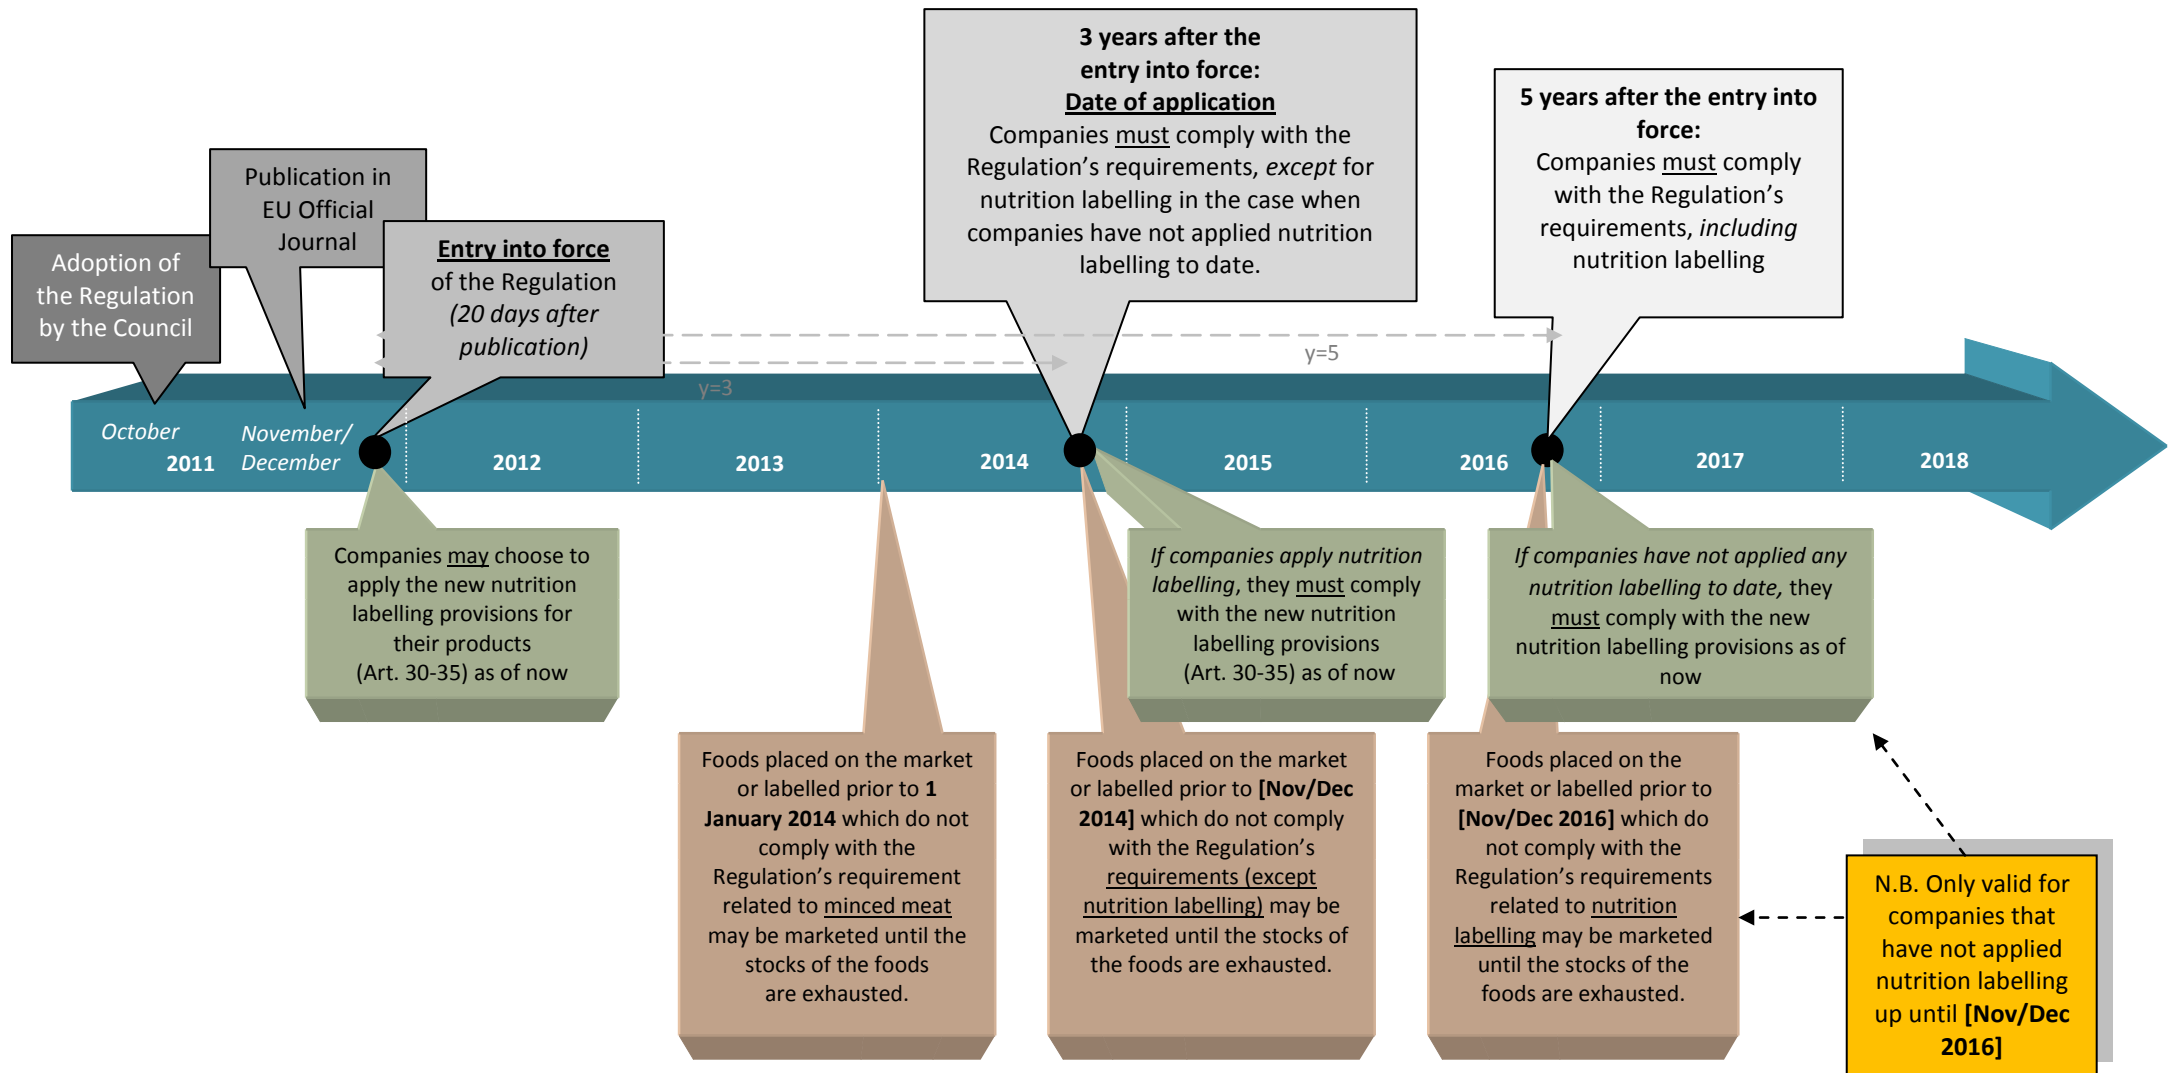 Adoption of
the Regulation
by the Council
Publication in
EU Official
Journal
Entry into force
of the Regulation
(20 days after
publication)
3 years after the
entry into force:
Date of application
Companies must comply with the
Regulation’s requirements, except for
nutrition labelling in the case when
companies have not applied nutrition
labelling to date.
5 years after the entry into
force:
Companies must comply
with the Regulation’s
requirements, including
nutrition labelling
y=5
y=3
October
2011
November/
December
2012
2013
2014
2015
2016
2017
2018
Companies may choose to
apply the new nutrition
labelling provisions for
their products
(Art. 30-35) as of now
If companies apply nutrition
labelling, they must comply
with the new nutrition
labelling provisions
(Art. 30-35) as of now
If companies have not applied any
nutrition labelling to date, they
must comply with the new
nutrition labelling provisions as of
now
Foods placed on the market
or labelled prior to 1
January 2014 which do not
comply with the
Regulation’s requirement
related to minced meat
may be marketed until the
stocks of the foods
are exhausted.
Foods placed on the market
or labelled prior to [Nov/Dec
2014] which do not comply
with the Regulation’s
requirements (except
nutrition labelling) may be
marketed until the stocks of
the foods are exhausted.
Foods placed on the
market or labelled prior to
[Nov/Dec 2016] which do
not comply with the
Regulation’s requirements
related to nutrition
labelling may be marketed
until the stocks of the
foods are exhausted.
N.B. Only valid for
companies that
have not applied
nutrition labelling
up until [Nov/Dec
2016]